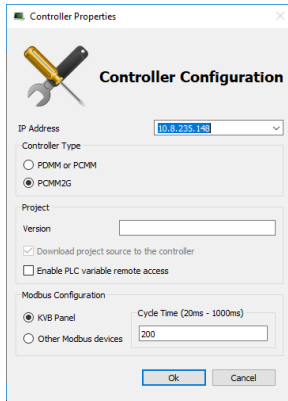 Controller Properties
Controller Configuration
IP Address
10.8.235.148
Controller Type
PDMM or PCMM
PCMM2G
Project
Version
Download project source to the controller
Enable PLC variable remote access
Modbus Configuration
KVB Panel
Cycle Time (20ms - 1000ms)
200
Other Modbus devices
Ok
Cancel